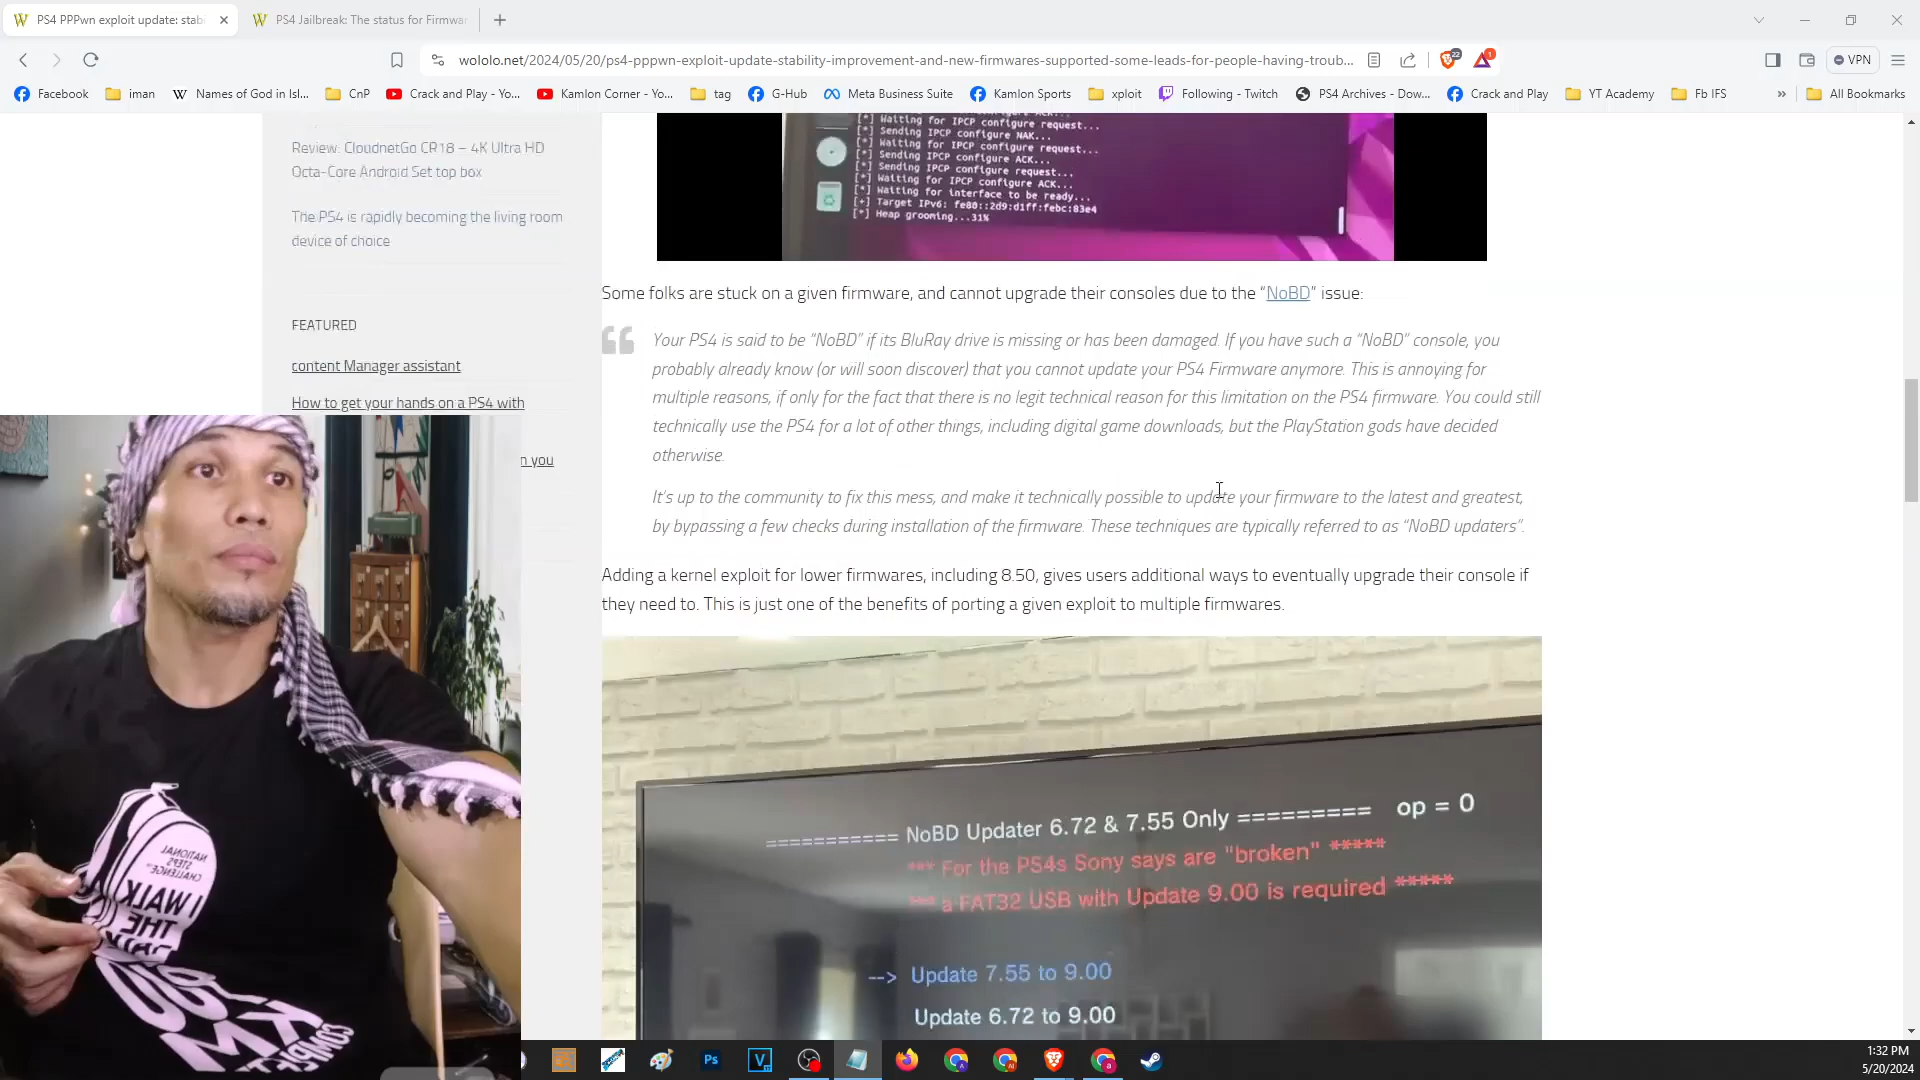 PS4 PPPwn exploit update: stab
PS4 Jailbreak: The status for Firmwa
wololo.net/2024/05/20/ps4-pppwn-exploit-update-stability-improvement-and-new-firmwares-supported-some-leads-for-people-having-troub...
22
1
VPN
Facebook
iman
Names of God in Isl...
CnP
Crack and Play - Yo...
Kamlon Corner - Yo...
tag
G-Hub
Meta Business Suite
Kamlon Sports
xploit
Following - Twitch
PS4 Archives - Dow...
Crack and Play
YT Academy
Fb IFS
All Bookmarks
Review: CloudnetGo CR18 – 4K Ultra HD
Octa-Core Android Set top box
The PS4 is rapidly becoming the living room
device of choice
FEATURED
content Manager assistant
How to get your hands on a PS4 with
n you
[*] Waiting for IPCP configure request...
[*] Sending IPCP configure NAK...
[*] Waiting for IPCP configure request...
[*] Sending IPCP configure ACK...
[*] Sending IPCP configure request...
[*] Waiting for IPCP configure ACK...
[*] Waiting for interface to be ready...
[+] Target IPv6: fe80::2d9:d1ff:febc:83e4
[*] Heap grooming...31%
Some folks are stuck on a given firmware, and cannot upgrade their consoles due to the “NoBD” issue:
Your PS4 is said to be “NoBD” if its BluRay drive is missing or has been damaged. If you have such a “NoBD” console, you
probably already know (or will soon discover) that you cannot update your PS4 Firmware anymore. This is annoying for
multiple reasons, if only for the fact that there is no legit technical reason for this limitation on the PS4 firmware. You could still
technically use the PS4 for a lot of other things, including digital game downloads, but the PlayStation gods have decided
otherwise.
It’s up to the community to fix this mess, and make it technically possible to update your firmware to the latest and greatest,
by bypassing a few checks during installation of the firmware. These techniques are typically referred to as “NoBD updaters”.
Adding a kernel exploit for lower firmwares, including 8.50, gives users additional ways to eventually upgrade their console if
they need to. This is just one of the benefits of porting a given exploit to multiple firmwares.
=========== NoBD Updater 6.72 & 7.55 Only ========= op = 0
*** For the PS4s Sony says are "broken" *****
*** a FAT32 USB with Update 9.00 is required *****
--> Update 7.55 to 9.00
Update 6.72 to 9.00
NATIONAL
STEPS
CHALLENGE
I WALK
THE
Ps
V
1:32 PM
5/20/2024